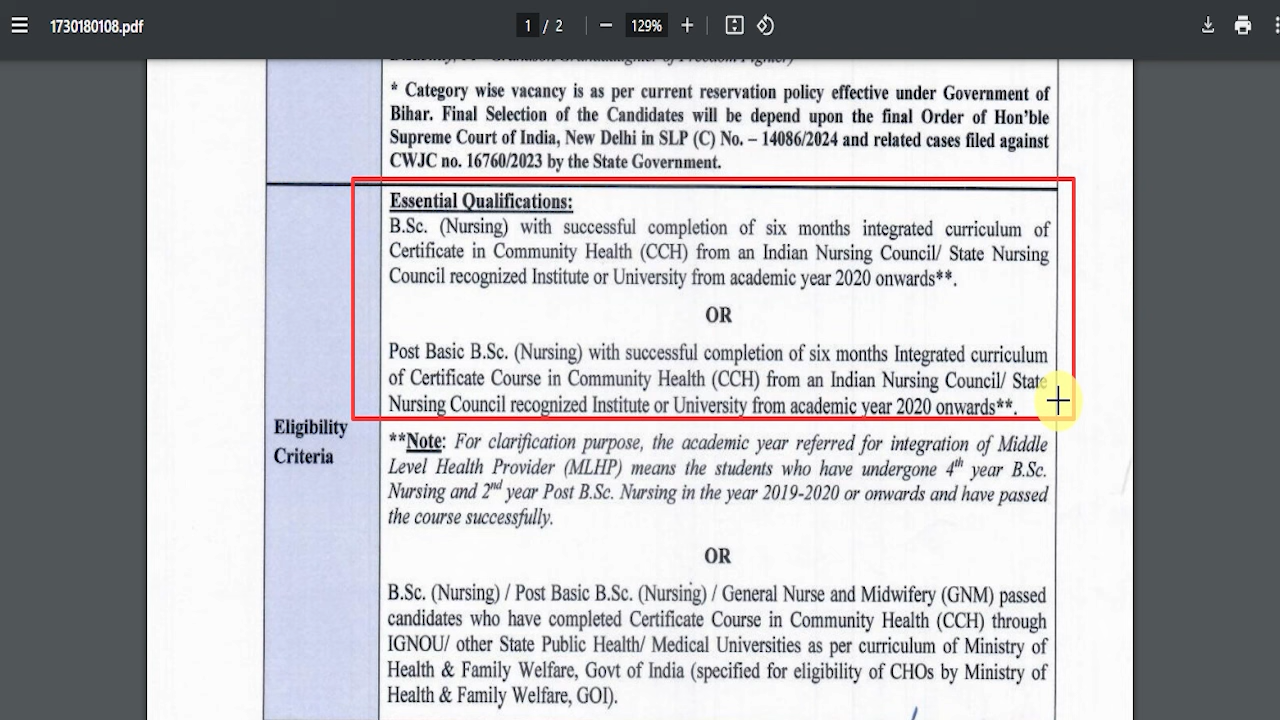 1730180108.pdf
1 / 2
129%
* Category wise vacancy is as per current reservation policy effective under Government of
Bihar. Final Selection of the Candidates will be depend upon the final Order of Hon'ble
Supreme Court of India, New Delhi in SLP (C) No. – 14086/2024 and related cases filed against
CWJC no. 16760/2023 by the State Government.
Eligibility
Criteria
Essential Qualifications:
B.Sc. (Nursing) with successful completion of six months integrated curriculum of
Certificate in Community Health (CCH) from an Indian Nursing Council/ State Nursing
Council recognized Institute or University from academic year 2020 onwards**.
OR
Post Basic B.Sc. (Nursing) with successful completion of six months Integrated curriculum
of Certificate Course in Community Health (CCH) from an Indian Nursing Council/ State
Nursing Council recognized Institute or University from academic year 2020 onwards**.
**Note: For clarification purpose, the academic year referred for integration of Middle
Level Health Provider (MLHP) means the students who have undergone 4th year B.Sc.
Nursing and 2nd year Post B.Sc. Nursing in the year 2019-2020 or onwards and have passed
the course successfully.
OR
B.Sc. (Nursing) / Post Basic B.Sc. (Nursing) / General Nurse and Midwifery (GNM) passed
candidates who have completed Certificate Course in Community Health (CCH) through
IGNOU/ other State Public Health/ Medical Universities as per curriculum of Ministry of
Health & Family Welfare, Govt of India (specified for eligibility of CHOs by Ministry of
Health & Family Welfare, GOI).